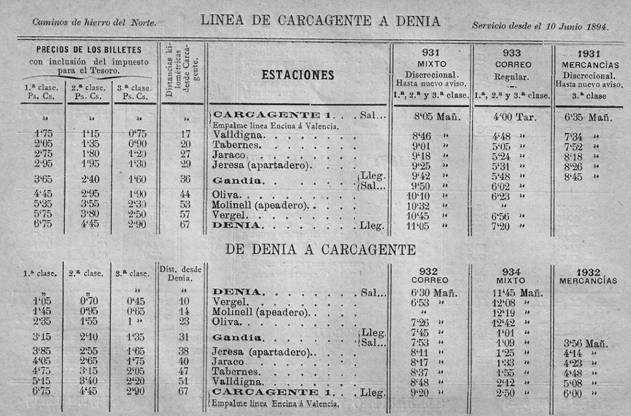 Caminos de hierro del Norte. LINEA DE CARCAGENTE A DENIA Servicio desde el 10 Junio 1894.
PRECIOS DE LOS BILLETES con inclusión del impuesto para el Tesoro. Distancias kilométricas desde Carcagente. ESTACIONES 931 MIXTO Discrecional. Hasta nuevo aviso. 933 CORREO Regular. 1931 MERCANCÍAS Discrecional. Hasta nuevo aviso.
1.ª clase. Ps. Cs. 2.ª clase. Ps. Cs. 3.ª clase. Ps. Cs. 1.ª, 2.ª y 3.ª clase. 1.ª, 2.ª y 3.ª clase. 3.ª clase
" " " " CARCAGENTE 1. . Sal... 8'05 Mañ. 4'00 Tar. 6'35 Mañ.
Empalme linea Encina á Valencia.
1'75 1'15 0'75 17 Valldigna. 8'46 " 4'48 " 7'34 "
2'05 1'35 0'90 20 Tabernes. 9'01 " 5'05 " 7'52 "
2'75 1'80 1'20 27 Jaraco. 9'18 " 5'24 " 8'18 "
2'95 1'95 1'30 29 Jeresa (apartadero). 9'25 " 5'31 " 8'26 "
3'65 2'40 1'60 36 Gandía. Lleg. 9'42 " 5'48 " 8'45 "
Sal... 9'50 " 6'02 "
4'45 2'95 1'90 44 Oliva. 10'10 " 6'23 "
5'35 3'55 2'30 53 Molinell (apeadero). 10'32 " "
5'75 3'80 2'50 57 Vergel. 10'45 " 6'56 "
6'75 4'45 2'90 67 DENIA. Lleg. 11'05 " 7'20 "
DE DENIA A CARCAGENTE
1.ª clase. 2.ª clase. 3.ª clase. Dist. desde Denia. 932 CORREO 934 MIXTO 1932 MERCANCÍAS
" " " " DENIA. Sal... 6'30 Mañ. 11'45 Mañ.
1'05 0'70 0'45 10 Vergel. 6'53 " 12'08 "
1'45 0'95 0'65 14 Molinell (apeadero) " 12'19 "
2'35 1'55 1 " 23 Oliva. 7'26 " 12'42 "
3'15 2'10 1'35 31 Gandía. Lleg. 7'45 " 1'01 "
Sal... 7'53 " 1'09 " 3'56 Mañ.
3'85 2'55 1'65 38 Jeresa (apartadero). 8'11 " 1'25 " 4'14 "
4'05 2'65 1'75 40 Jaraco. 8'17 " 1'33 " 4'23 "
4'75 3'15 2'05 47 Tabernes. 8'37 " 1'55 " 4'48 "
5'15 3'40 2'20 51 Valldigna. 8'48 " 2'12 " 5'08 "
6'75 4'45 2'90 67 CARCAGENTE 1 . Lleg. 9'20 " 2'50 " 6'00 "
Empalme linea Encina á Valencia.